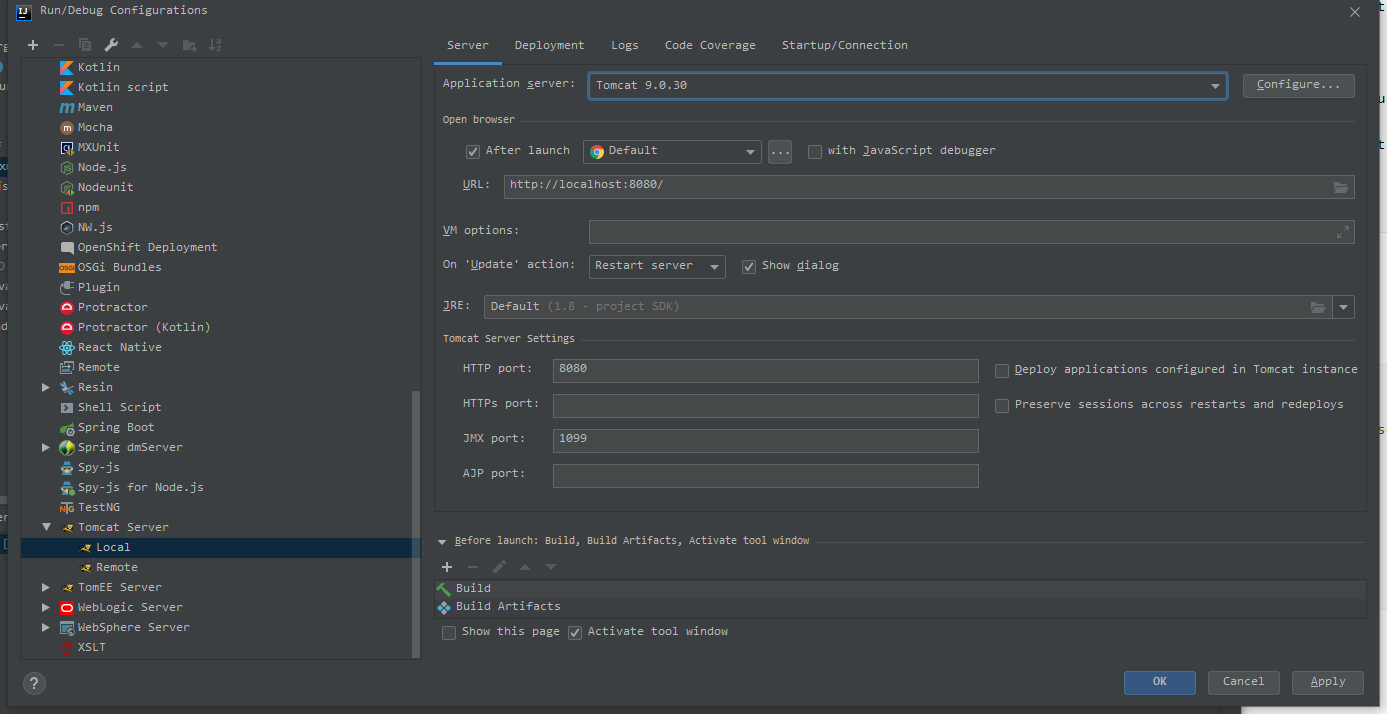 Run/Debug Configurations
Kotlin
Kotlin script
Maven
Mocha
MXUnit
Node.js
Nodeunit
npm
NW.js
OpenShift Deployment
OSGi Bundles
Plugin
Protractor
Protractor (Kotlin)
React Native
Remote
Resin
Shell Script
Spring Boot
Spring dmServer
Spy-js
Spy-js for Node.js
TestNG
Tomcat Server
Local
Remote
TomEE Server
WebLogic Server
WebSphere Server
XSLT
Server Deployment Logs Code Coverage Startup/Connection
Application server: Tomcat 9.0.30 Configure...
Open browser
After launch Default ... with JavaScript debugger
URL: http://localhost:8080/
VM options:
On 'Update' action: Restart server Show dialog
JRE: Default (1.8 - project SDK)
Tomcat Server Settings
HTTP port: 8080 Deploy applications configured in Tomcat instance
HTTPs port: Preserve sessions across restarts and redeploys
JMX port: 1099
AJP port:
Before launch: Build, Build Artifacts, Activate tool window
Build
Build Artifacts
Show this page Activate tool window
? OK Cancel Apply